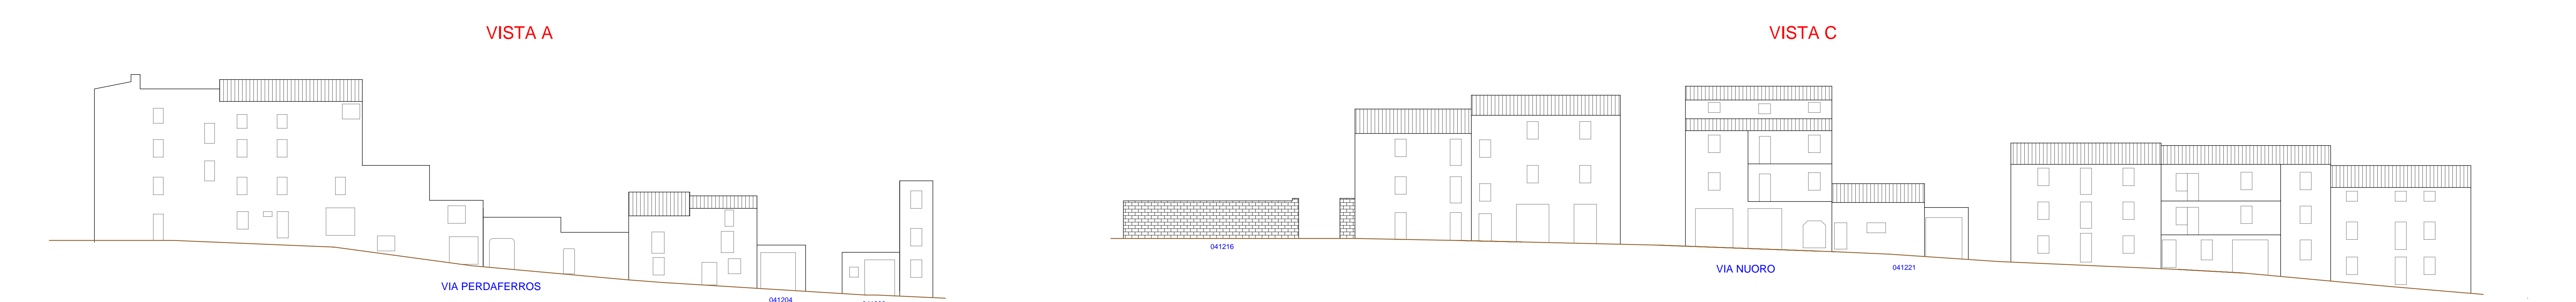 VISTA A
VISTA C
041216
VIA NUORO
041221
VIA PERDAFERROS
041204